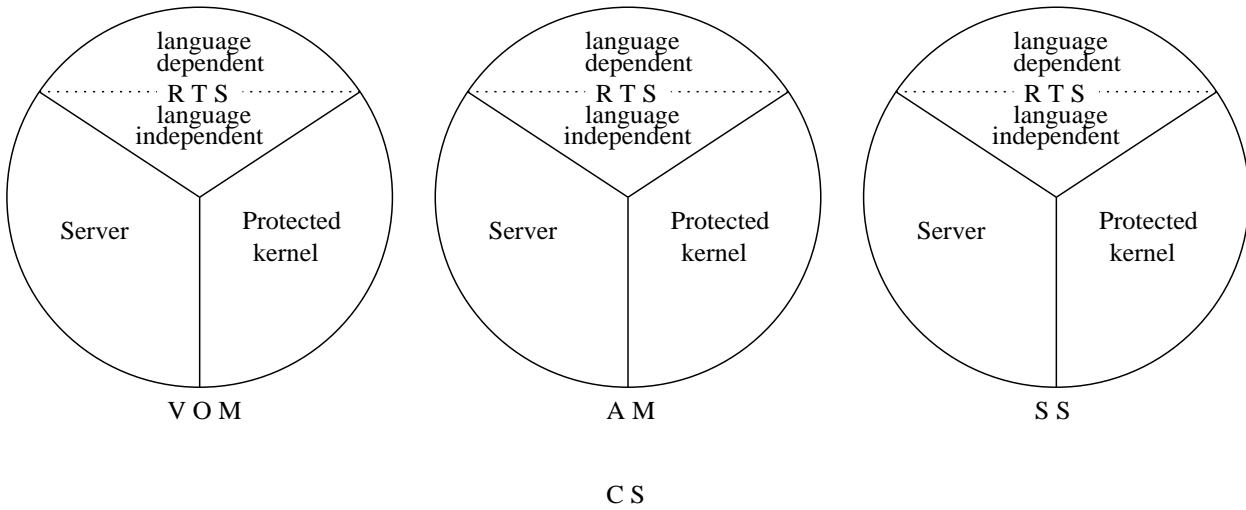 language
dependent
R T S
language
independent
Server
Protected
kernel
V O M
language
dependent
R T S
language
independent
Server
Protected
kernel
A M
language
dependent
R T S
language
independent
Server
Protected
kernel
S S
C S